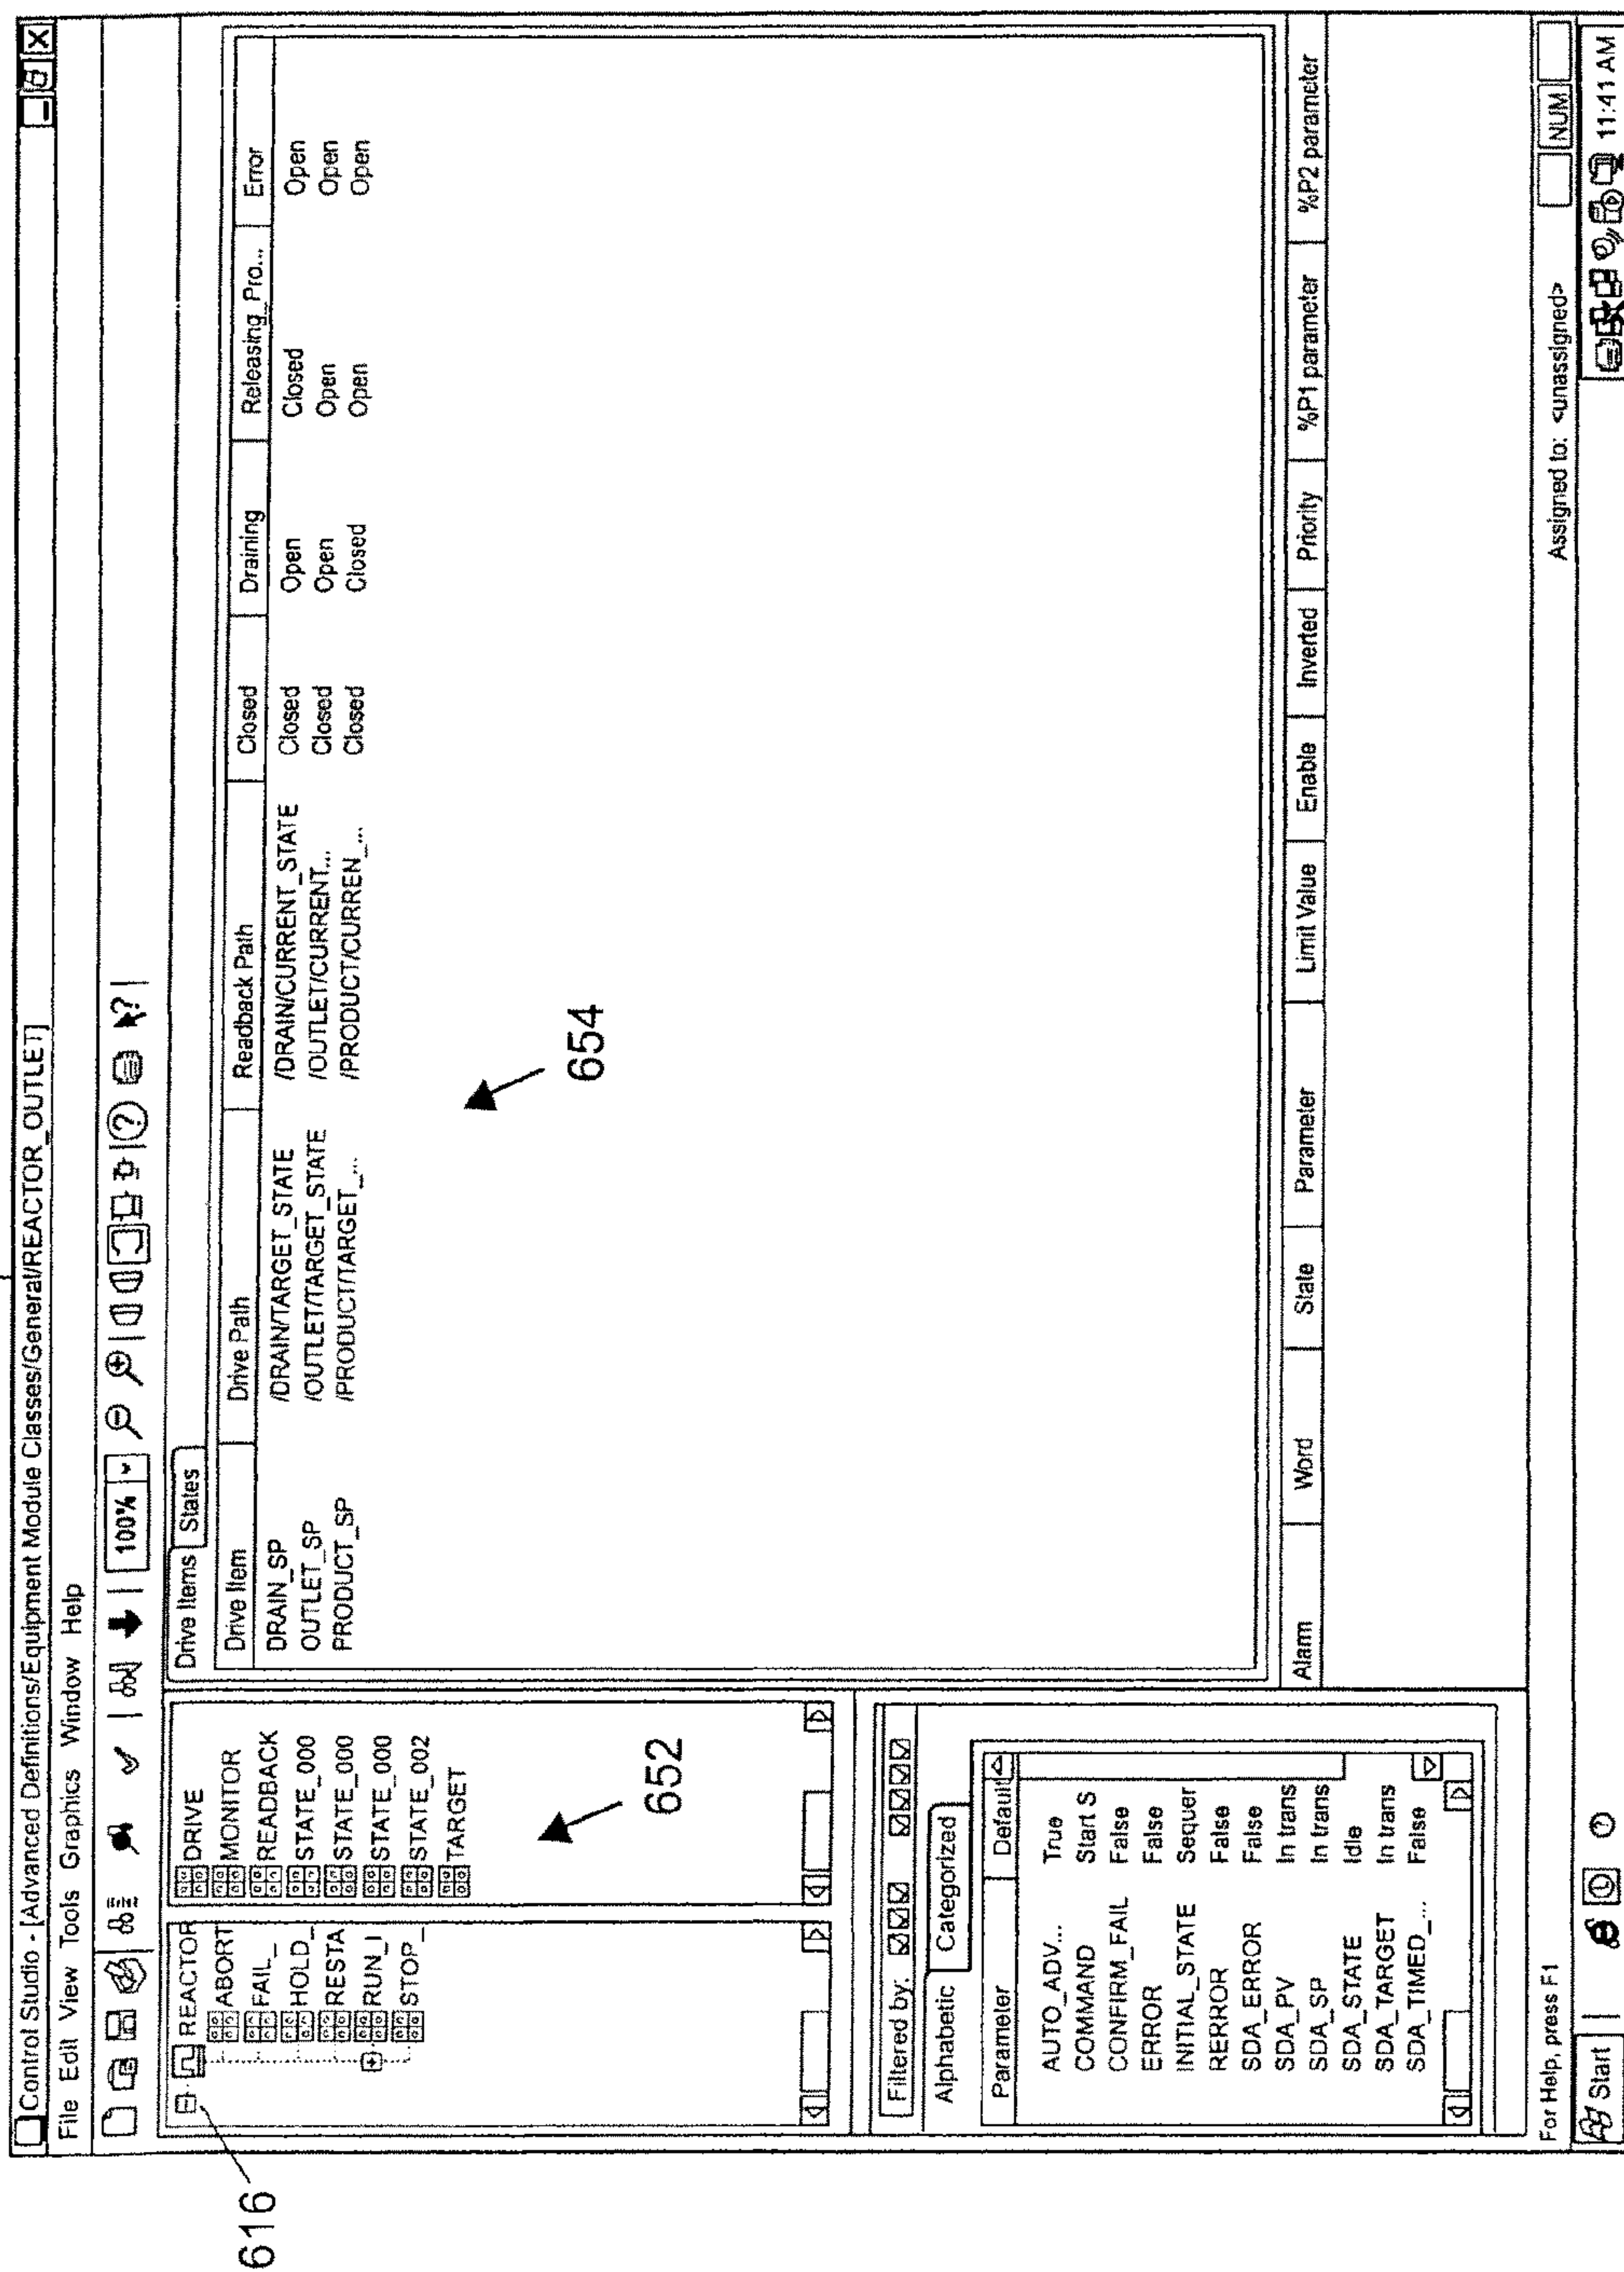 Control Studio - [Advanced Definitions/Equipment Module Classes/General/REACTOR_OUTLET]
File Edit View Tools Graphics Window Help
100%
616
REACTOR
ABORT
FAIL_
HOLD_
RESTA
RUN_I
STOP_
DRIVE
MONITOR
READBACK
STATE_000
STATE_000
STATE_000
STATE_002
TARGET
652
Drive Items States
Drive Item Drive Path Readback Path Closed Draining Releasing_Pro... Error
DRAIN_SP /DRAIN/TARGET_STATE /DRAIN/CURRENT_STATE Closed Open Closed Open
OUTLET_SP /OUTLET/TARGET_STATE /OUTLET/CURRENT... Closed Open Open Open
PRODUCT_SP /PRODUCT/TARGET_... /PRODUCT/CURREN_... Closed Closed Open Open
654
Filtered by:
Alphabetic Categorized
Parameter Default
AUTO_ADV... True
COMMAND Start S
CONFIRM_FAIL False
ERROR False
INITIAL_STATE Sequer
RERROR False
SDA_ERROR False
SDA_PV In trans
SDA_SP In trans
SDA_STATE Idle
SDA_TARGET In trans
SDA_TIMED_... False
Alarm Word State Parameter Limit Value Enable Inverted Priority %P1 parameter %P2 parameter
For Help, press F1 Assigned to: <unassigned> NUM
Start 11:41 AM